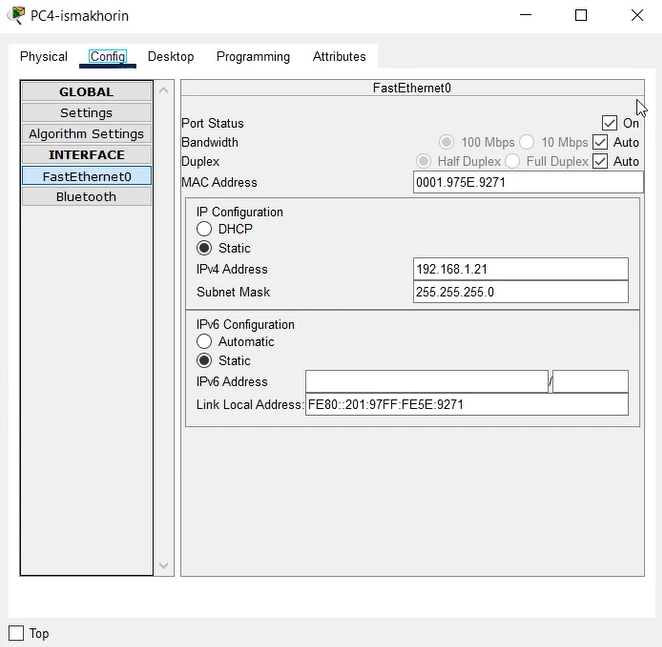 PC4-ismakhorin
Physical Config Desktop Programming Attributes
GLOBAL
Settings
Algorithm Settings
INTERFACE
FastEthernet0
Bluetooth
FastEthernet0
Port Status On
Bandwidth 100 Mbps 10 Mbps Auto
Duplex Half Duplex Full Duplex Auto
MAC Address 0001.975E.9271
IP Configuration
DHCP
Static
IPv4 Address 192.168.1.21
Subnet Mask 255.255.255.0
IPv6 Configuration
Automatic
Static
IPv6 Address /
Link Local Address: FE80::201:97FF:FE5E:9271
Top